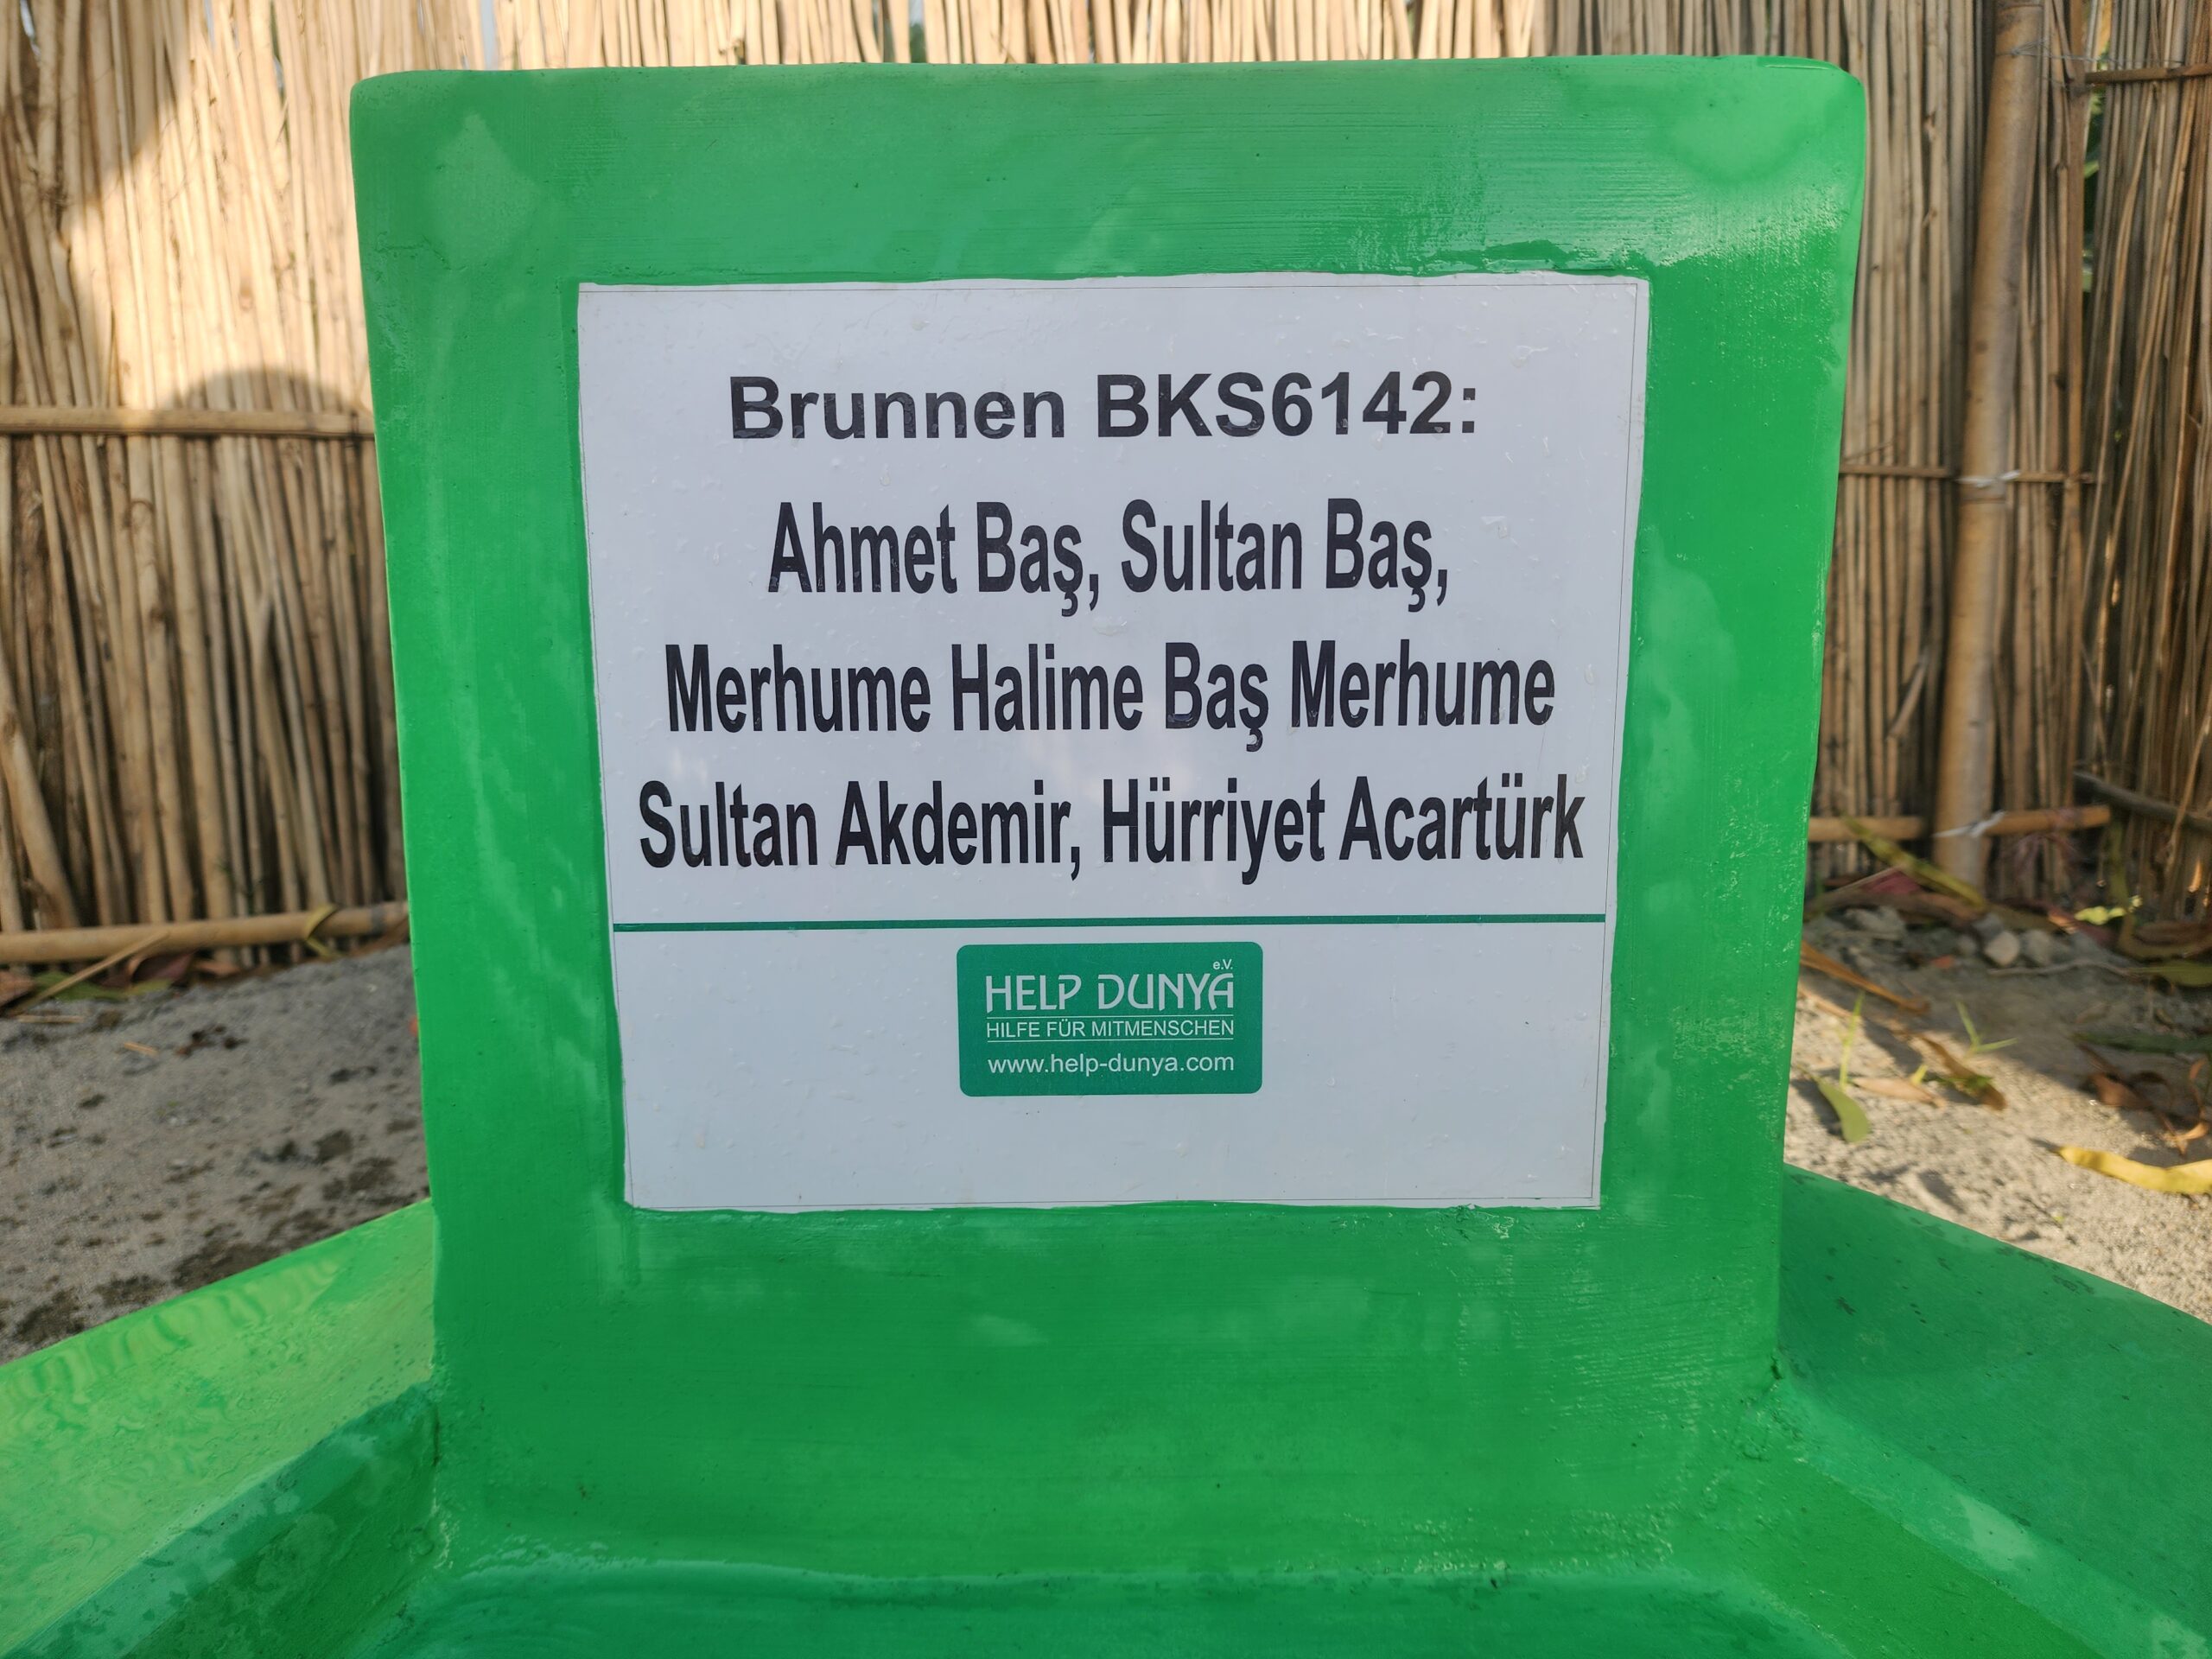 Brunnen BKS6142:
Ahmet Baş, Sultan Baş,
Merhume Halime Baş Merhume
Sultan Akdemir, Hürriyet Acartürk
e.V.
HELP DUNYA
HILFE FÜR MITMENSCHEN
www.help-dunya.com